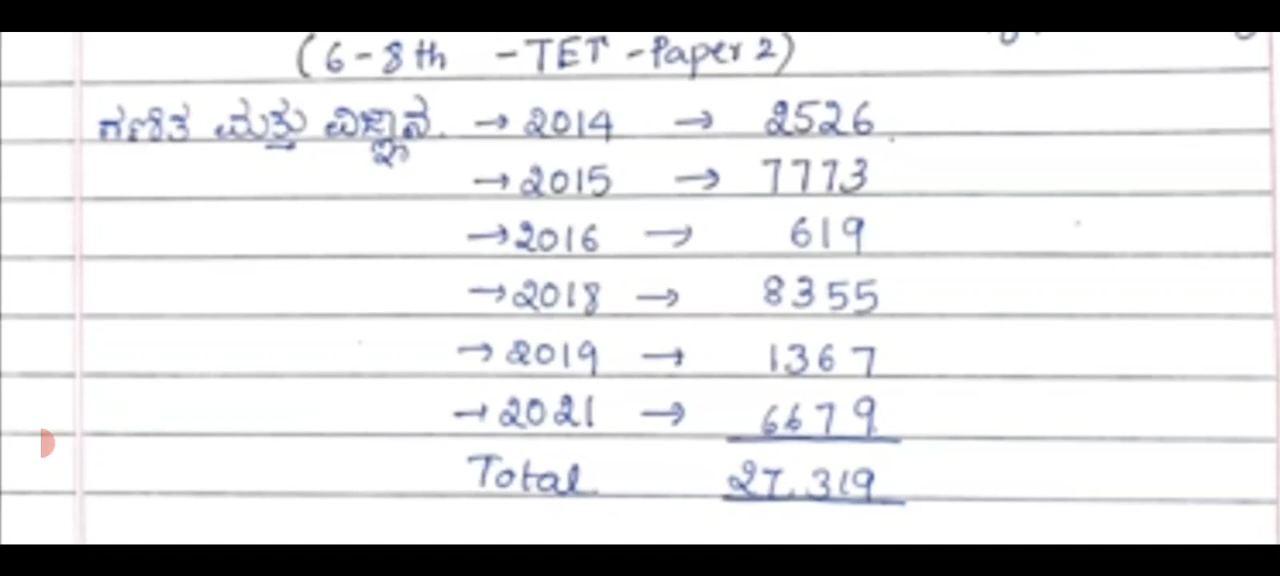 (6-8th -TET -Paper 2)
ಗಣಿತ ಮತ್ತು ವಿಜ್ಞಾನ. → 2014 → 2526
→ 2015 → 7773
→ 2016 → 619
→ 2018 → 8355
→ 2019 → 1367
→ 2021 → 6679
Total 27,319